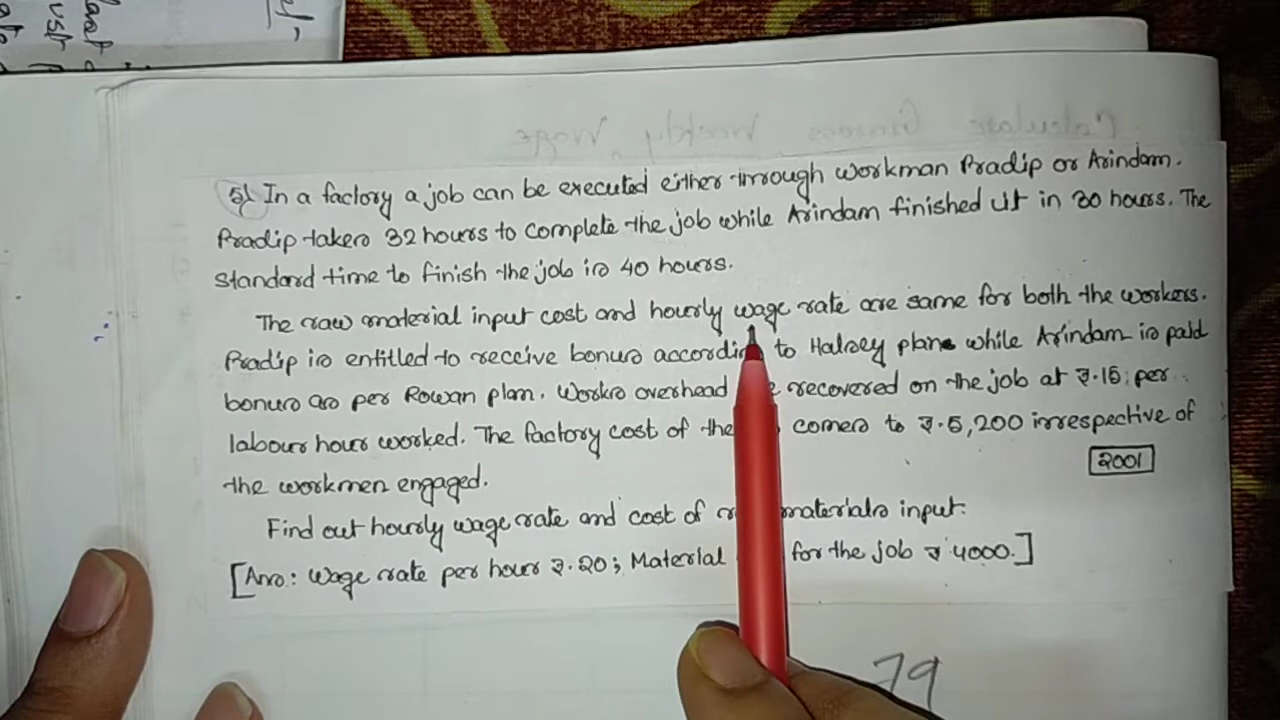 5) In a factory a job can be executed either through workman Pradip or Arindam.
Pradip takes 32 hours to complete the job while Arindam finished it in 30 hours. The
standard time to finish the job is 40 hours.
The raw material input cost and hourly wage rate are same for both the workers.
Pradip is entitled to receive bonus according to Halsey plan while Arindam is paid
bonus as per Rowan plan. Works overhead recovered on the job at ₹.15 per
labour hour worked. The factory cost of the comes to ₹.5,200 irrespective of
the workmen engaged.
2001
Find out hourly wage rate and cost of materials input.
[Ans.: Wage rate per hour ₹.20; Material for the job ₹ 4000.]
79